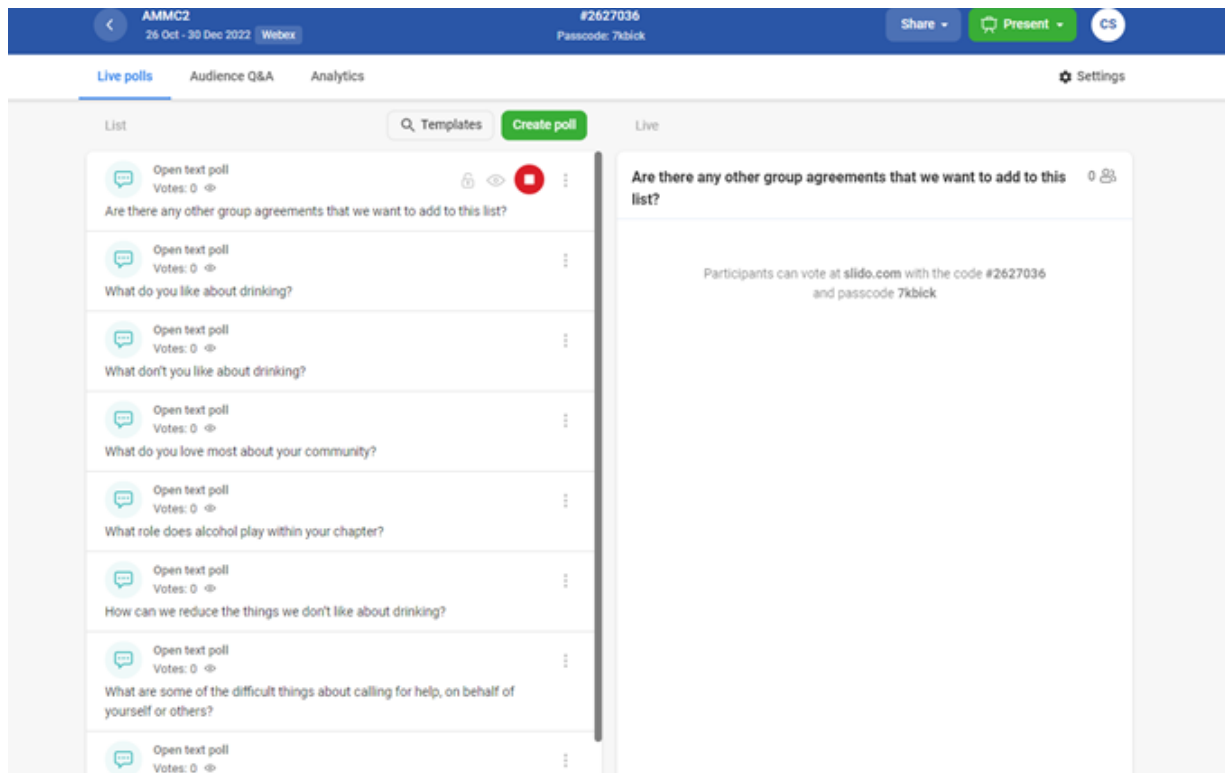 AMMC2
26 Oct - 30 Dec 2022 Webex
#2627036
Passcode: 7kbick
Share
Present
CS
Live polls
Audience Q&A
Analytics
Settings
List
Templates
Create poll
Open text poll
Votes: 0
Are there any other group agreements that we want to add to this list?
Open text poll
Votes: 0
What do you like about drinking?
Open text poll
Votes: 0
What don't you like about drinking?
Open text poll
Votes: 0
What do you love most about your community?
Open text poll
Votes: 0
What role does alcohol play within your chapter?
Open text poll
Votes: 0
How can we reduce the things we don't like about drinking?
Open text poll
Votes: 0
What are some of the difficult things about calling for help, on behalf of
yourself or others?
Open text poll
Votes: 0
Live
Are there any other group agreements that we want to add to this
list?
0
Participants can vote at slido.com with the code #2627036
and passcode 7kbick